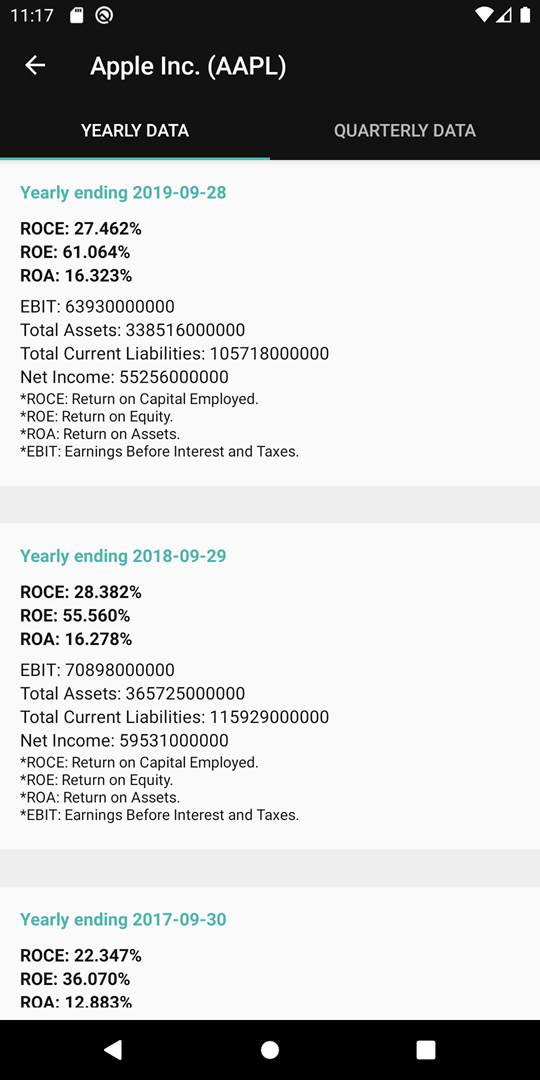 11:17
Apple Inc. (AAPL)
YEARLY DATA
QUARTERLY DATA
Yearly ending 2019-09-28
ROCE: 27.462%
ROE: 61.064%
ROA: 16.323%
EBIT: 63930000000
Total Assets: 338516000000
Total Current Liabilities: 105718000000
Net Income: 55256000000
*ROCE: Return on Capital Employed.
*ROE: Return on Equity.
*ROA: Return on Assets.
*EBIT: Earnings Before Interest and Taxes.
Yearly ending 2018-09-29
ROCE: 28.382%
ROE: 55.560%
ROA: 16.278%
EBIT: 70898000000
Total Assets: 365725000000
Total Current Liabilities: 115929000000
Net Income: 59531000000
*ROCE: Return on Capital Employed.
*ROE: Return on Equity.
*ROA: Return on Assets.
*EBIT: Earnings Before Interest and Taxes.
Yearly ending 2017-09-30
ROCE: 22.347%
ROE: 36.070%
ROA: 12.883%